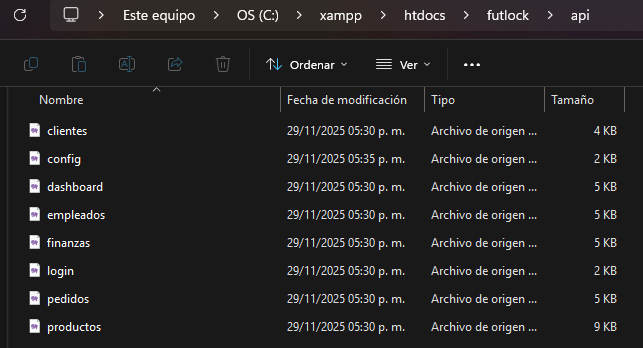 Este equipo > OS (C:) > xampp > htdocs > futlock > api
Ordenar Ver ...
Nombre Fecha de modificación Tipo Tamaño
clientes 29/11/2025 05:30 p. m. Archivo de origen ... 4 KB
config 29/11/2025 05:35 p. m. Archivo de origen ... 2 KB
dashboard 29/11/2025 05:30 p. m. Archivo de origen ... 5 KB
empleados 29/11/2025 05:30 p. m. Archivo de origen ... 5 KB
finanzas 29/11/2025 05:30 p. m. Archivo de origen ... 5 KB
login 29/11/2025 05:30 p. m. Archivo de origen ... 2 KB
pedidos 29/11/2025 05:30 p. m. Archivo de origen ... 5 KB
productos 29/11/2025 05:30 p. m. Archivo de origen ... 9 KB